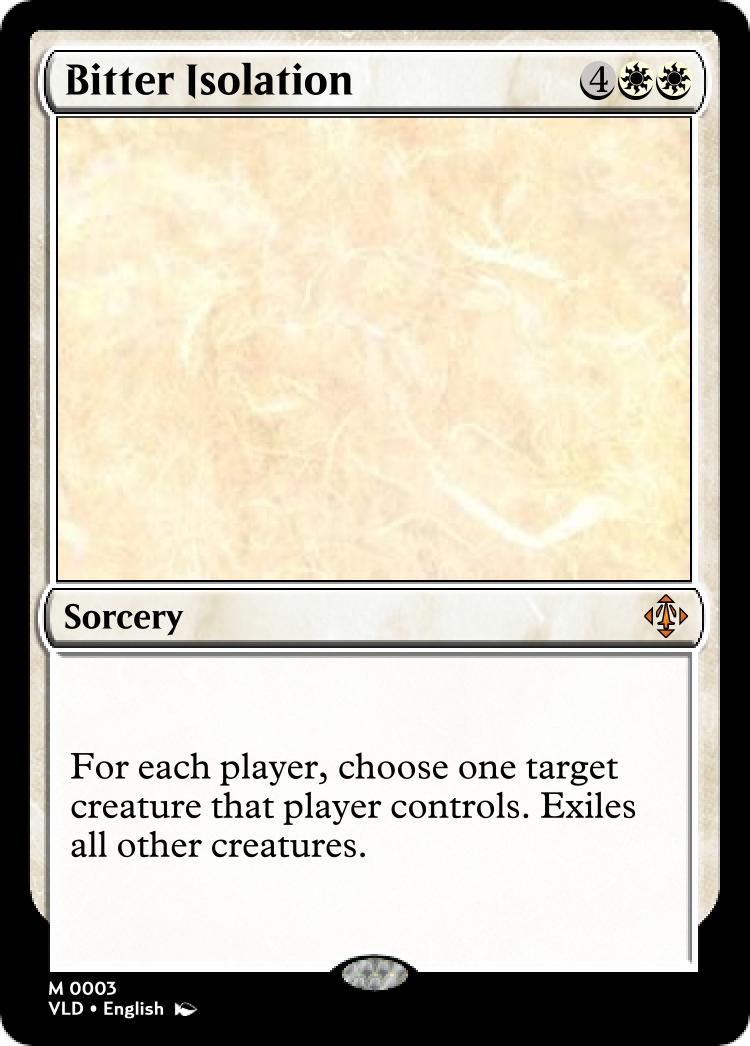 Bitter Isolation 4
Sorcery
For each player, choose one target
creature that player controls. Exiles
all other creatures.
M 0003
VLD • English